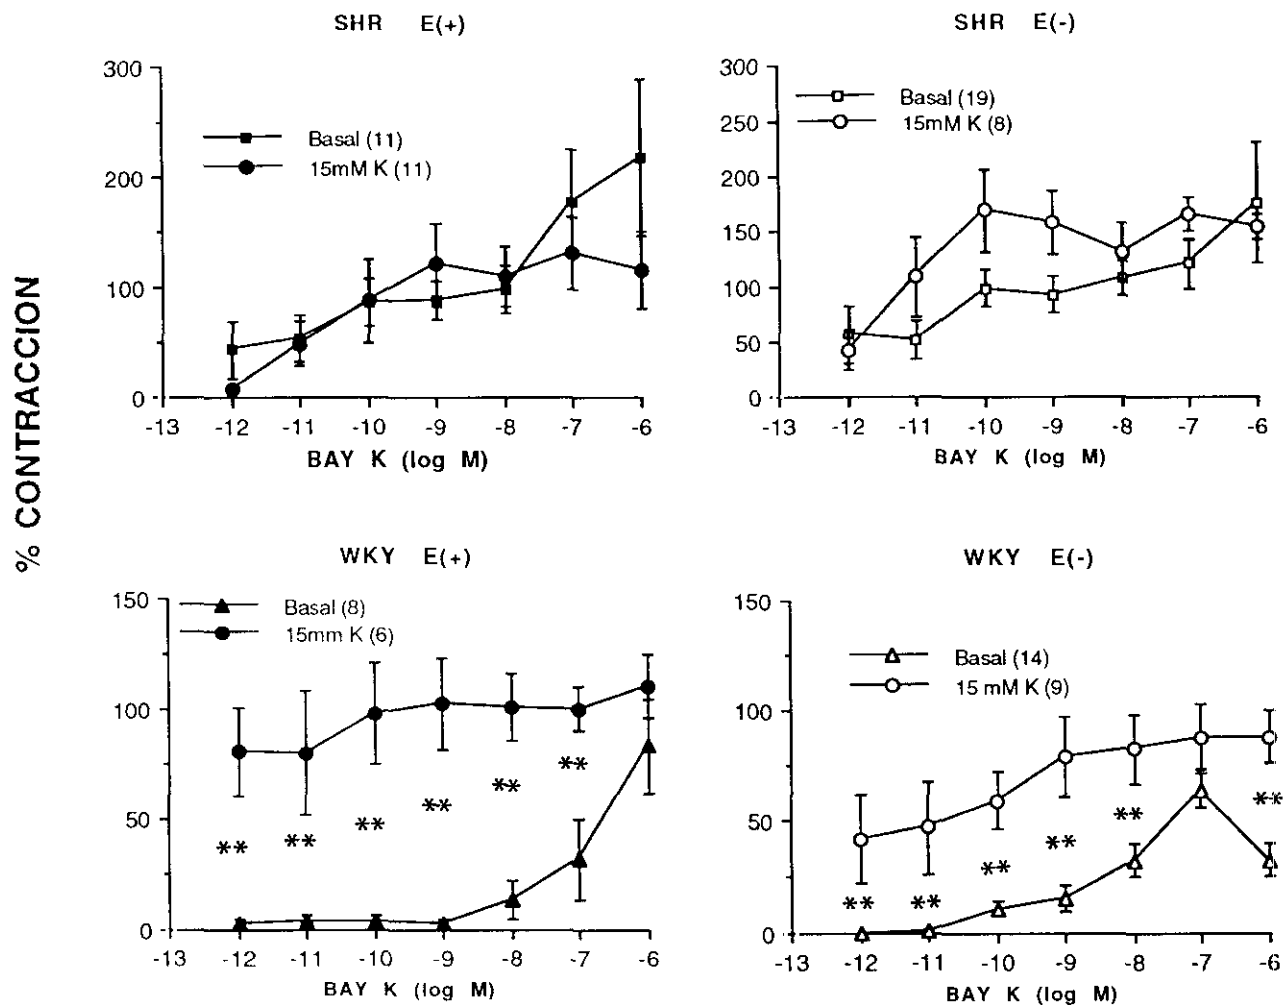 % CONTRACCION
SHR E(+)
300
200
100
0
Basal (11)
15mM K (11)
-13 -12 -11 -10 -9 -8 -7 -6
BAY K (log M)
SHR E(-)
300
250
200
150
100
50
0
Basal (19)
15mM K (8)
-13 -12 -11 -10 -9 -8 -7 -6
BAY K (log M)
WKY E(+)
150
100
50
0
Basal (8)
15mm K (6)
** ** ** ** ** **
-13 -12 -11 -10 -9 -8 -7 -6
BAY K (log M)
WKY E(-)
150
100
50
0
Basal (14)
15 mM K (9)
** ** ** ** ** **
-13 -12 -11 -10 -9 -8 -7 -6
BAY K (log M)